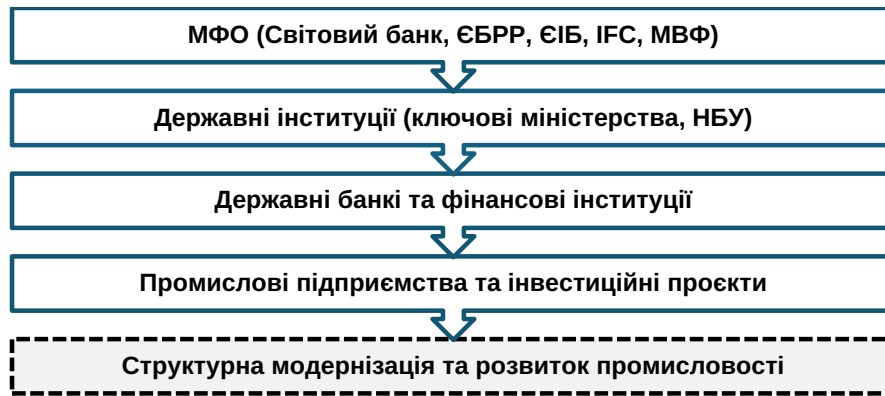 МФО (Світовий банк, ЄБРР, ЄІБ, IFC, МВФ)
Державні інституції (ключові міністерства, НБУ)
Державні банкі та фінансові інституції
Промислові підприємства та інвестиційні проєкти
Структурна модернізація та розвиток промисловості